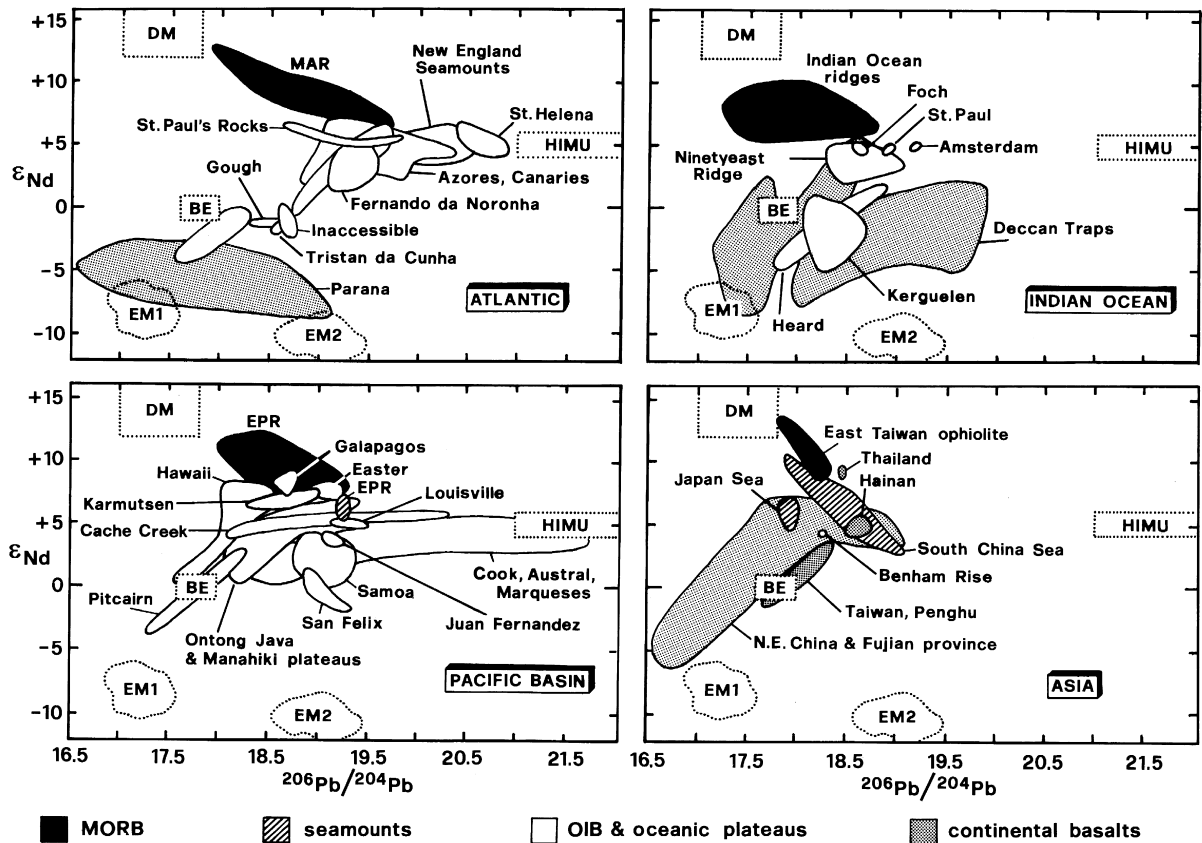 +15
+10
+5
0
-5
-10
εNd
DM
MAR
New England
Seamounts
St. Paul's Rocks
St. Helena
HIMU
Gough
Azores, Canaries
BE
Fernando da Noronha
Inaccessible
Tristan da Cunha
Parana
EM1
EM2
ATLANTIC
DM
Indian Ocean
ridges
Foch
St. Paul
Amsterdam
HIMU
Ninetyeast
Ridge
BE
Deccan Traps
EM1
Heard
Kerguelen
EM2
INDIAN OCEAN
+15
+10
+5
0
-5
-10
εNd
DM
EPR
Galapagos
Hawaii
Easter
EPR
Karmutsen
Louisville
Cache Creek
HIMU
BE
Pitcairn
Samoa
Cook, Austral,
Marqueses
San Felix
Juan Fernandez
Ontong Java
& Manahiki plateaus
EM1
EM2
PACIFIC BASIN
16.5 17.5 18.5 19.5 20.5 21.5
206Pb/204Pb
DM
East Taiwan ophiolite
Thailand
Hainan
Japan Sea
HIMU
South China Sea
Benham Rise
BE
Taiwan, Penghu
N.E. China & Fujian province
EM1
EM2
ASIA
16.5 17.5 18.5 19.5 20.5 21.5
206Pb/204Pb
MORB
seamounts
OIB & oceanic plateaus
continental basalts